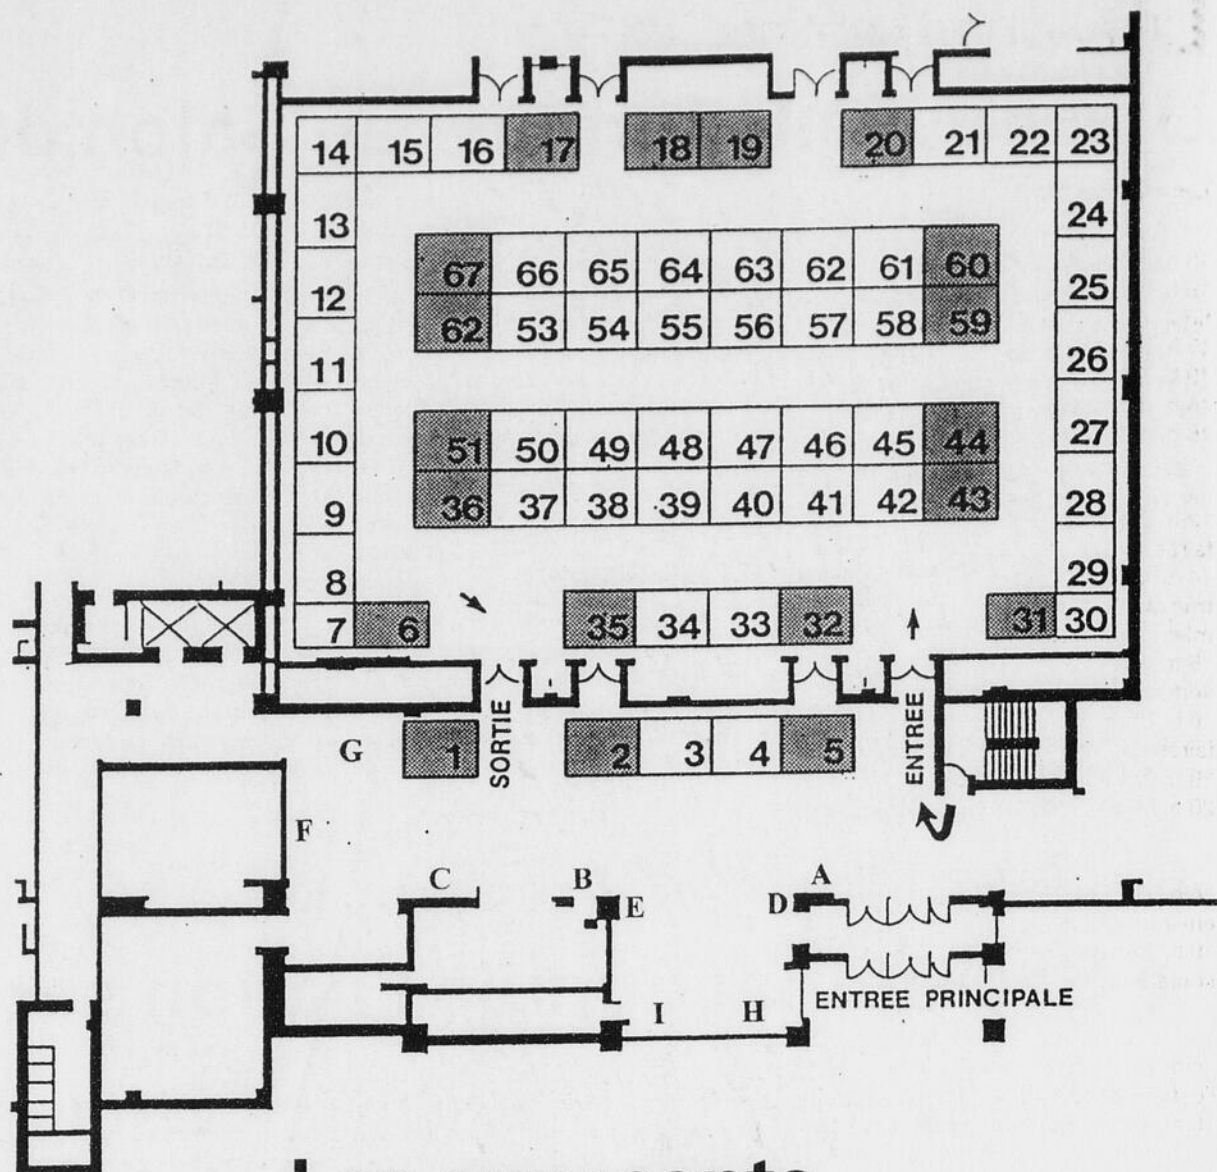 14 15 16 17 18 19 20 21 22 23
13 24
67 66 65 64 63 62 61 60
12 25
62 53 54 55 56 57 58 59
11 26
51 50 49 48 47 46 45 44
10 27
36 37 38 39 40 41 42 43
9 28
8 29
7 6 35 34 33 32 31 30
SORTIE
ENTREE
G 1 2 3 4 5
F
C B E D A
ENTREE PRINCIPALE
I H